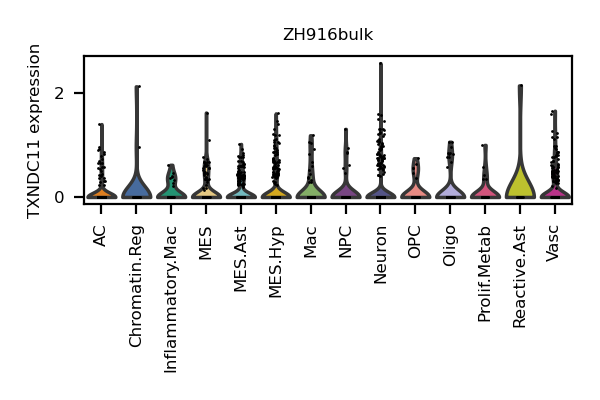 ZH916bulk
TXNDC11 expression
2
0
AC
Chromatin.Reg
Inflammatory.Mac
MES
MES.Ast
MES.Hyp
Mac
NPC
Neuron
OPC
Oligo
Prolif.Metab
Reactive.Ast
Vasc